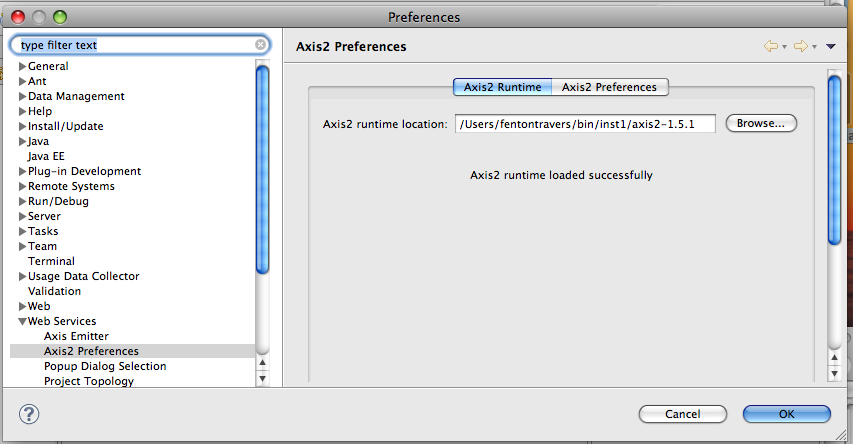 Preferences
type filter text
General
Ant
Data Management
Help
Install/Update
Java
Java EE
Plug-in Development
Remote Systems
Run/Debug
Server
Tasks
Team
Terminal
Usage Data Collector
Validation
Web
Web Services
Axis Emitter
Axis2 Preferences
Popup Dialog Selection
Project Topology
Axis2 Preferences
Axis2 Runtime Axis2 Preferences
Axis2 runtime location: /Users/fentontravers/bin/inst1/axis2-1.5.1 Browse...
Axis2 runtime loaded successfully
? Cancel OK